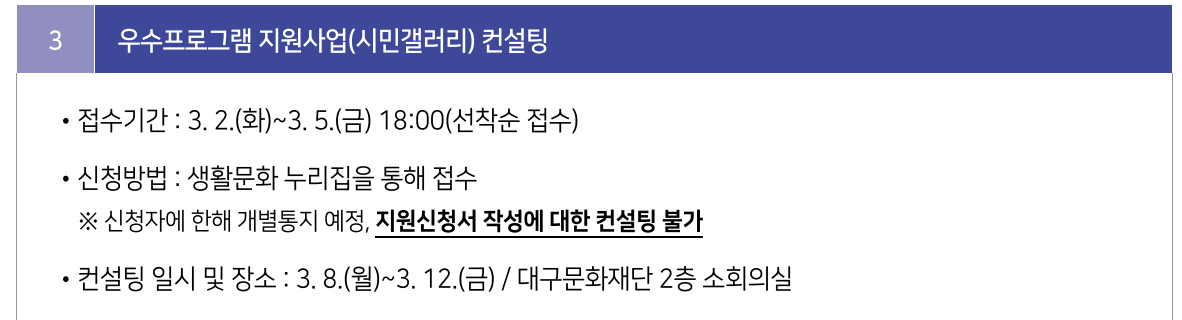 3
우수프로그램 지원사업(시민갤러리) 컨설팅
• 접수기간 : 3. 2.(화)~3. 5.(금) 18:00(선착순 접수)
• 신청방법 : 생활문화 누리집을 통해 접수
※ 신청자에 한해 개별통지 예정, 지원신청서 작성에 대한 컨설팅 불가
• 컨설팅 일시 및 장소 : 3. 8.(월)~3. 12.(금) / 대구문화재단 2층 소회의실